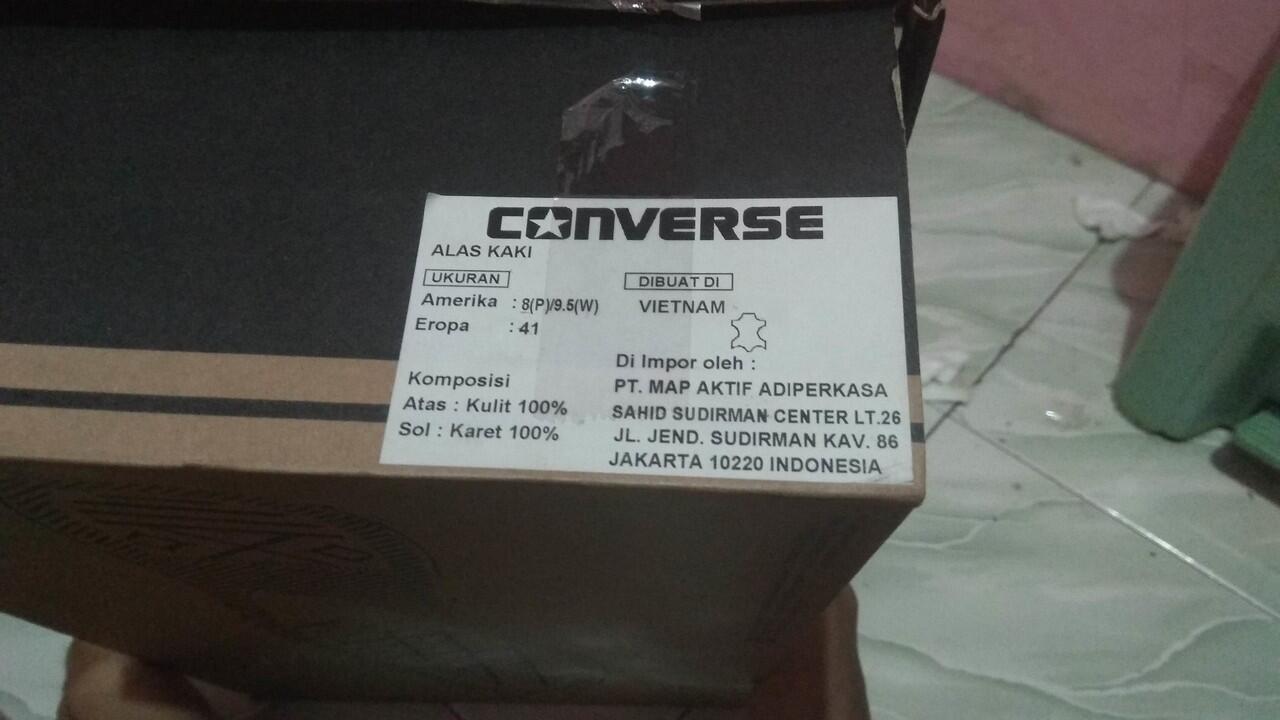 CONVERSE
ALAS KAKI
UKURAN
Amerika : 8(P)/9.5(W)
Eropa : 41
Komposisi
Atas : Kulit 100%
Sol : Karet 100%
DIBUAT DI
VIETNAM
Di Impor oleh :
PT. MAP AKTIF ADIPERKASA
SAHID SUDIRMAN CENTER LT.26
JL. JEND. SUDIRMAN KAV. 86
JAKARTA 10220 INDONESIA